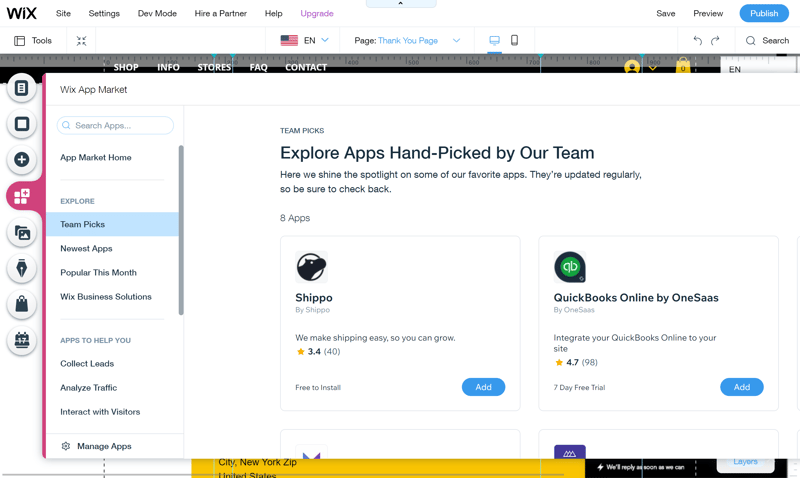 WiX
Site
Settings
Dev Mode
Hire a Partner
Help
Upgrade
Save
Preview
Publish
Tools
EN
Page: Thank You Page
Search
SHOP
INFO
STORES
FAQ
CONTACT
0
EN
Wix App Market
Search Apps...
App Market Home
EXPLORE
Team Picks
Newest Apps
Popular This Month
Wix Business Solutions
APPS TO HELP YOU
Collect Leads
Analyze Traffic
Interact with Visitors
Manage Apps
TEAM PICKS
Explore Apps Hand-Picked by Our Team
Here we shine the spotlight on some of our favorite apps. They're updated regularly,
so be sure to check back.
8 Apps
Shippo
By Shippo
We make shipping easy, so you can grow.
3.4 (40)
Free to Install
Add
qb
QuickBooks Online by OneSaas
By OneSaas
Integrate your QuickBooks Online to your
site
4.7 (98)
7 Day Free Trial
Add
17
City, New York Zip
United States
We'll reply as soon as we can
Layers